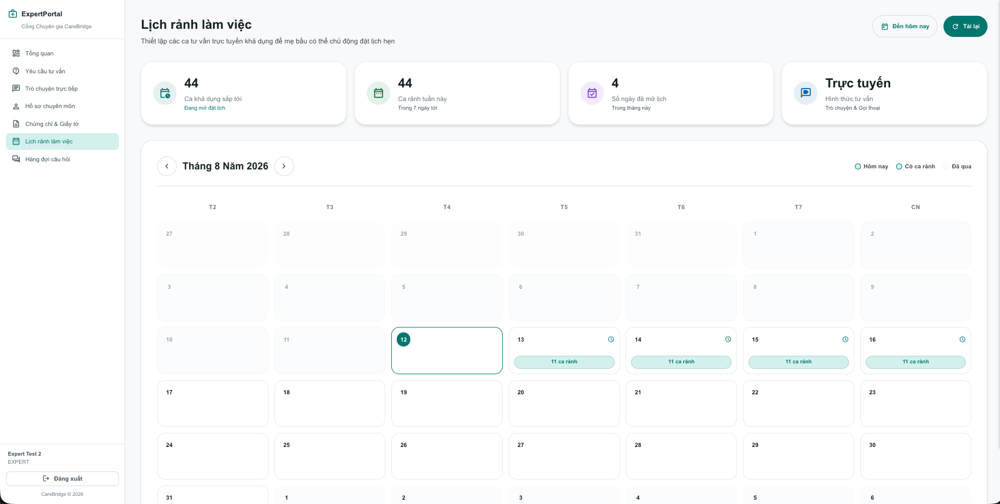 ExpertPortal
Cổng Chuyên gia CareBridge
Tổng quan
Yêu cầu tư vấn
Trò chuyện trực tiếp
Hồ sơ chuyên môn
Chứng chỉ & Giấy tờ
Lịch rảnh làm việc
Hàng đợi câu hỏi
Expert Test 2
EXPERT
Đăng xuất
CareBridge © 2026
Lịch rảnh làm việc
Thiết lập các ca tư vấn trực tuyến khả dụng để mẹ bầu có thể chủ động đặt lịch hẹn
Đến hôm nay
Tải lại
44
Ca khả dụng sắp tới
Đang mở đặt lịch
44
Ca rảnh tuần này
Trong 7 ngày tới
4
Số ngày đã mở lịch
Trong tháng này
Trực tuyến
Hình thức tư vấn
Trò chuyện & Gọi thoại
Tháng 8 Năm 2026
Hôm nay Có ca rảnh Đã qua
T2 T3 T4 T5 T6 T7 CN
27 28 29 30 31 1 2
3 4 5 6 7 8 9
10 11 12 13 14 15 16
11 ca rảnh 11 ca rảnh 11 ca rảnh 11 ca rảnh
17 18 19 20 21 22 23
24 25 26 27 28 29 30
31 1 2 3 4 5 6